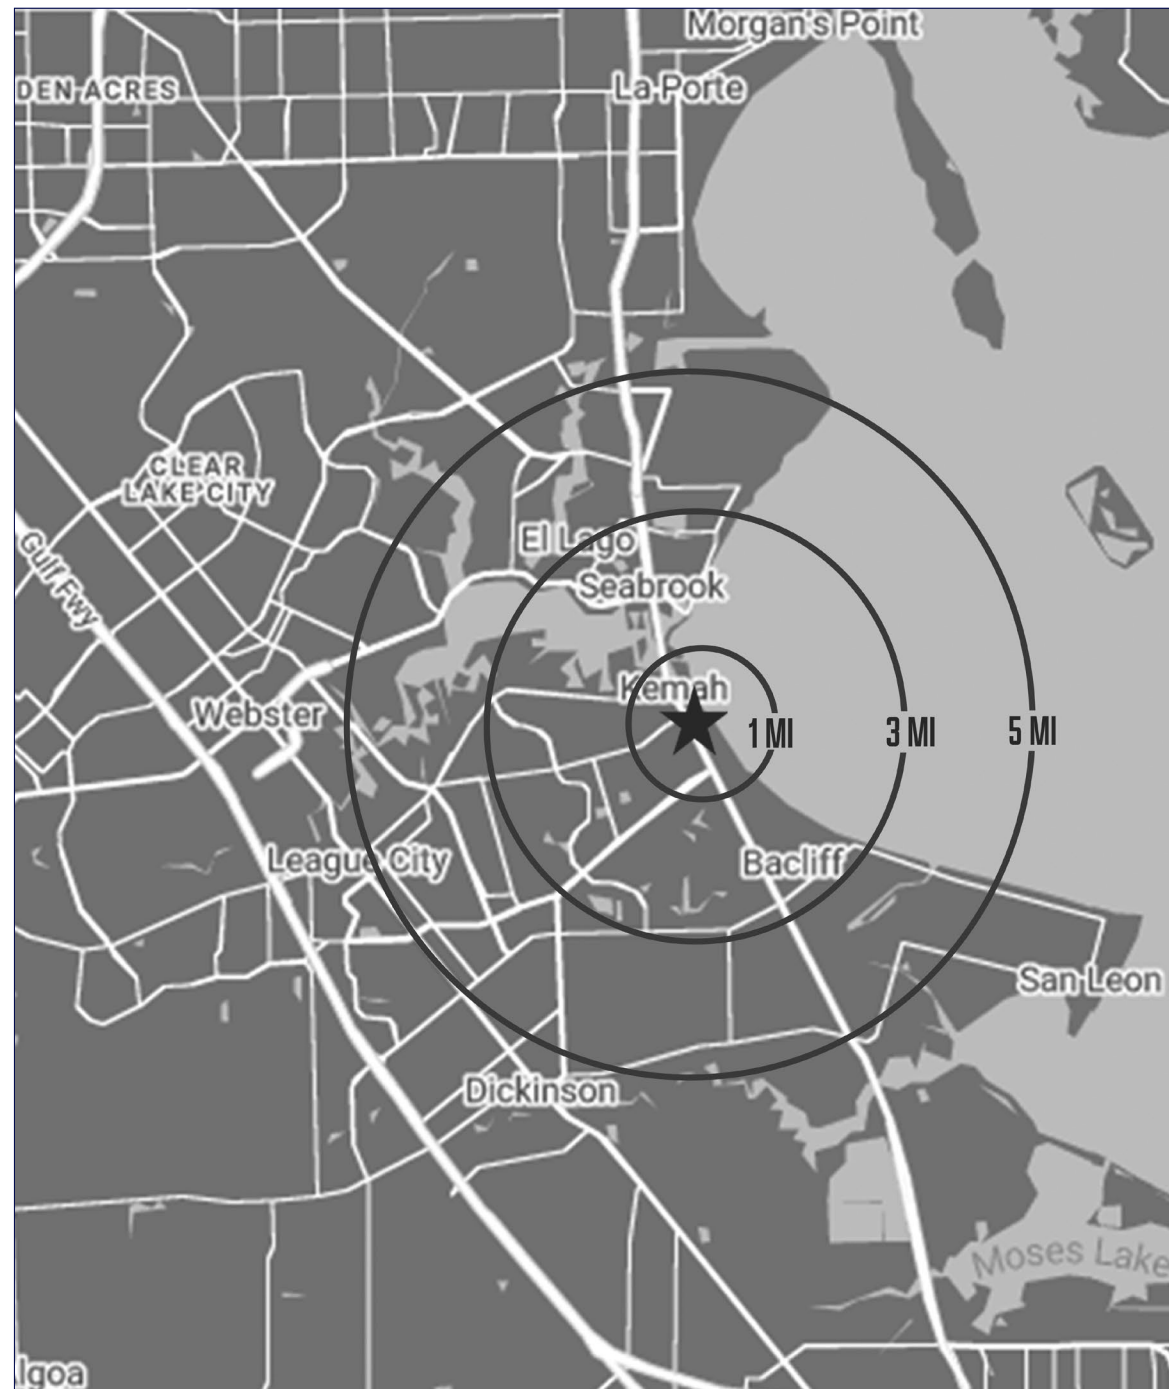 Morgan's Point
La Porte
DEN ACRES
CLEAR
LAKE CITY
Gulf Fwy
El Lago
Seabrook
Kemah
Webster
1 MI
3 MI
5 MI
League City
Bacliff
San Leon
Dickinson
Moses Lake
lgoa